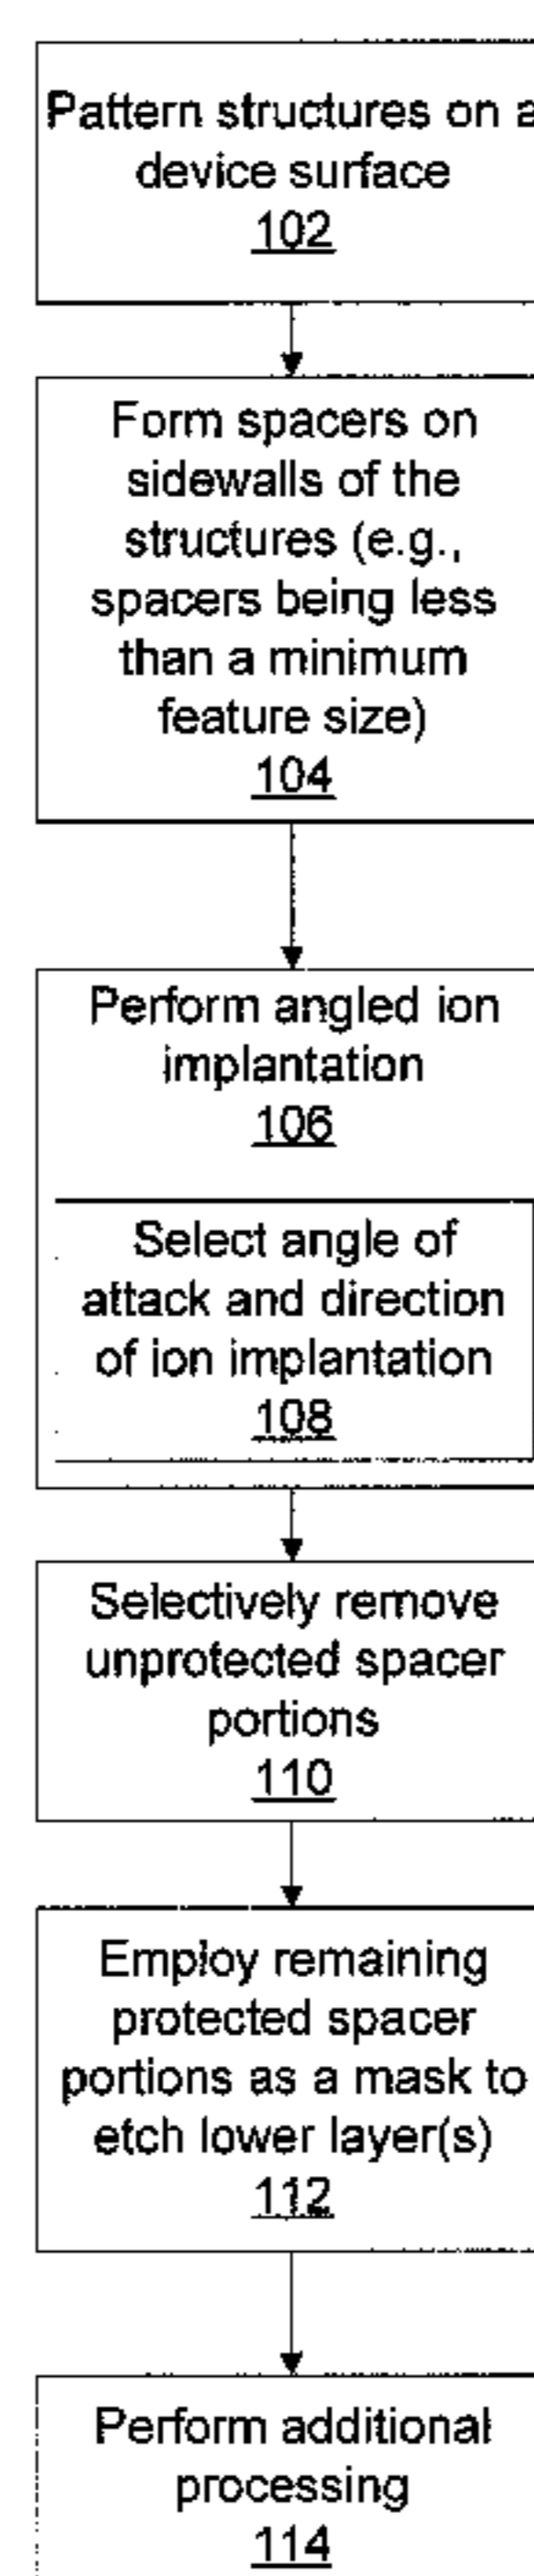 Pattern structures on a
device surface
102
Form spacers on
sidewalls of the
structures (e.g.,
spacers being less
than a minimum
feature size)
104
Perform angled ion
implantation
106
Select angle of
attack and direction
of ion implantation
108
Selectively remove
unprotected spacer
portions
110
Employ remaining
protected spacer
portions as a mask to
etch lower layer(s)
112
Perform additional
processing
114